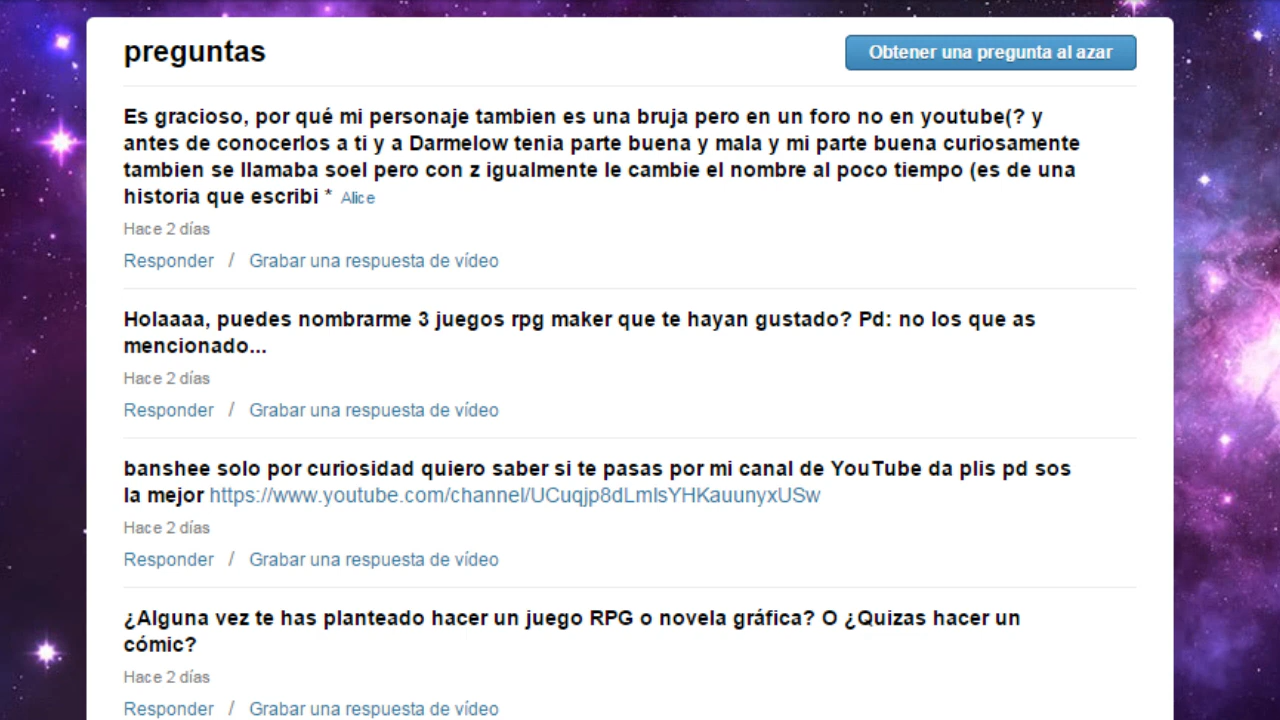 preguntas
Obtener una pregunta al azar
Es gracioso, por qué mi personaje tambien es una bruja pero en un foro no en youtube(? y
antes de conocerlos a ti y a Darmelow tenia parte buena y mala y mi parte buena curiosamente
tambien se llamaba soel pero con z igualmente le cambie el nombre al poco tiempo (es de una
historia que escribi * Alice
Hace 2 días
Responder / Grabar una respuesta de vídeo
Holaaaa, puedes nombrarme 3 juegos rpg maker que te hayan gustado? Pd: no los que as
mencionado...
Hace 2 días
Responder / Grabar una respuesta de vídeo
banshee solo por curiosidad quiero saber si te pasas por mi canal de YouTube da plis pd sos
la mejor https://www.youtube.com/channel/UCuqjp8dLmlsYHKauunyxUSw
Hace 2 días
Responder / Grabar una respuesta de vídeo
¿Alguna vez te has planteado hacer un juego RPG o novela gráfica? O ¿Quizas hacer un
cómic?
Hace 2 días
Responder / Grabar una respuesta de vídeo